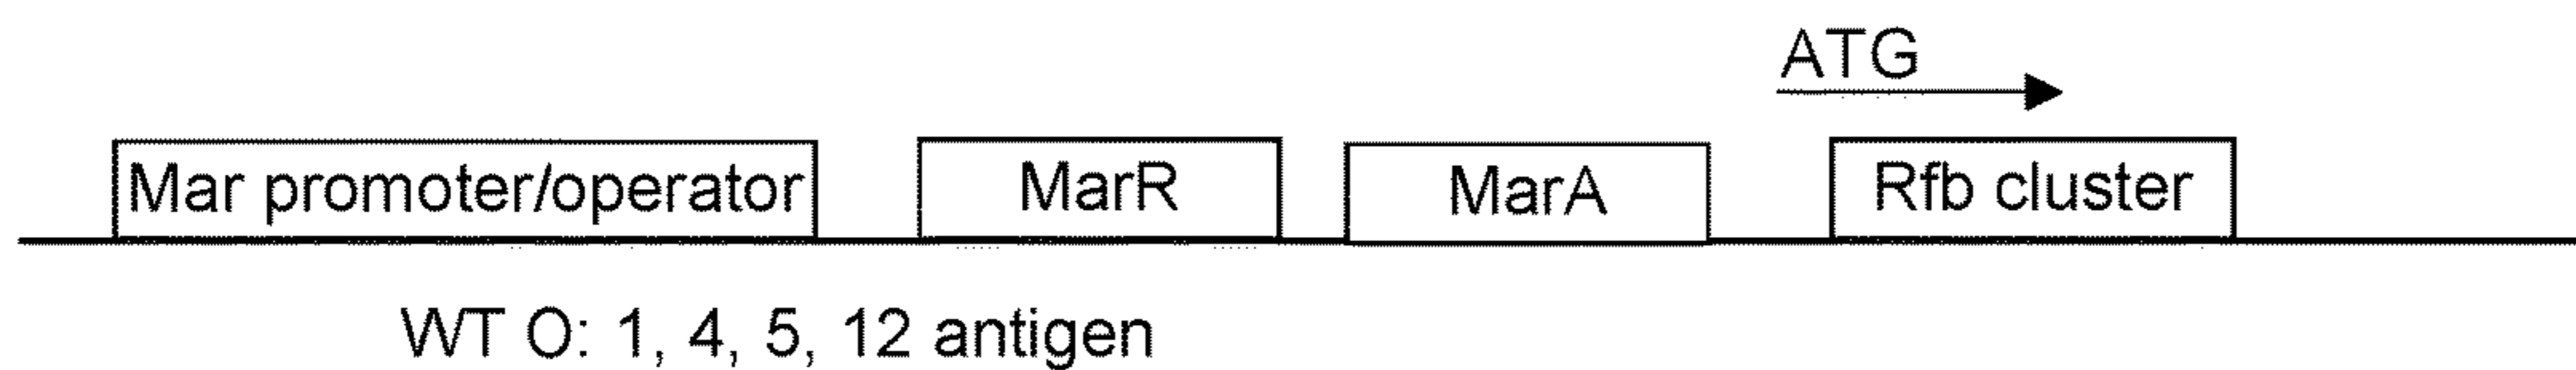 ATG
Mar promoter/operator MarR MarA Rfb cluster
WT O: 1, 4, 5, 12 antigen